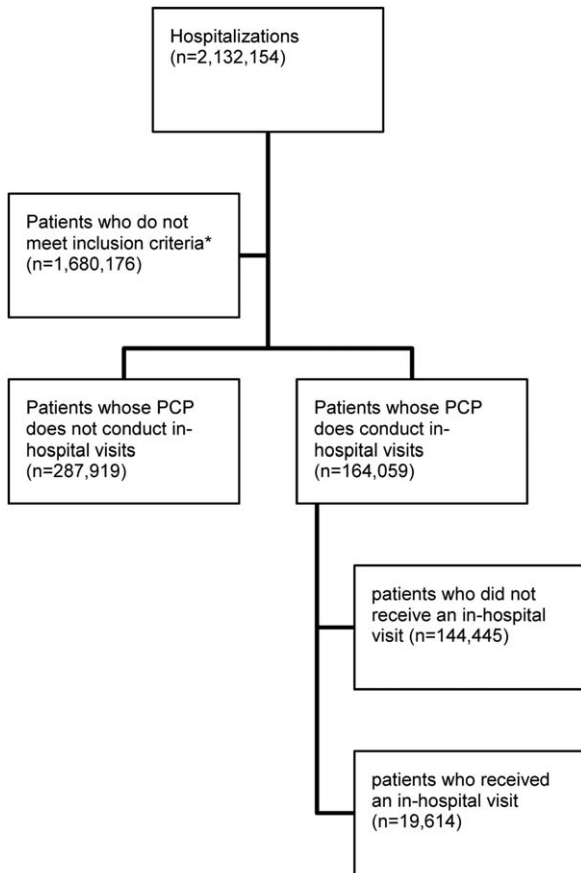 Hospitalizations
(n=2,132,154)
Patients who do not
meet inclusion criteria*
(n=1,680,176)
Patients whose PCP
does not conduct in-
hospital visits
(n=287,919)
Patients whose PCP
does conduct in-
hospital visits
(n=164,059)
patients who did not
receive an in-hospital
visit (n=144,445)
patients who received
an in-hospital visit
(n=19,614)